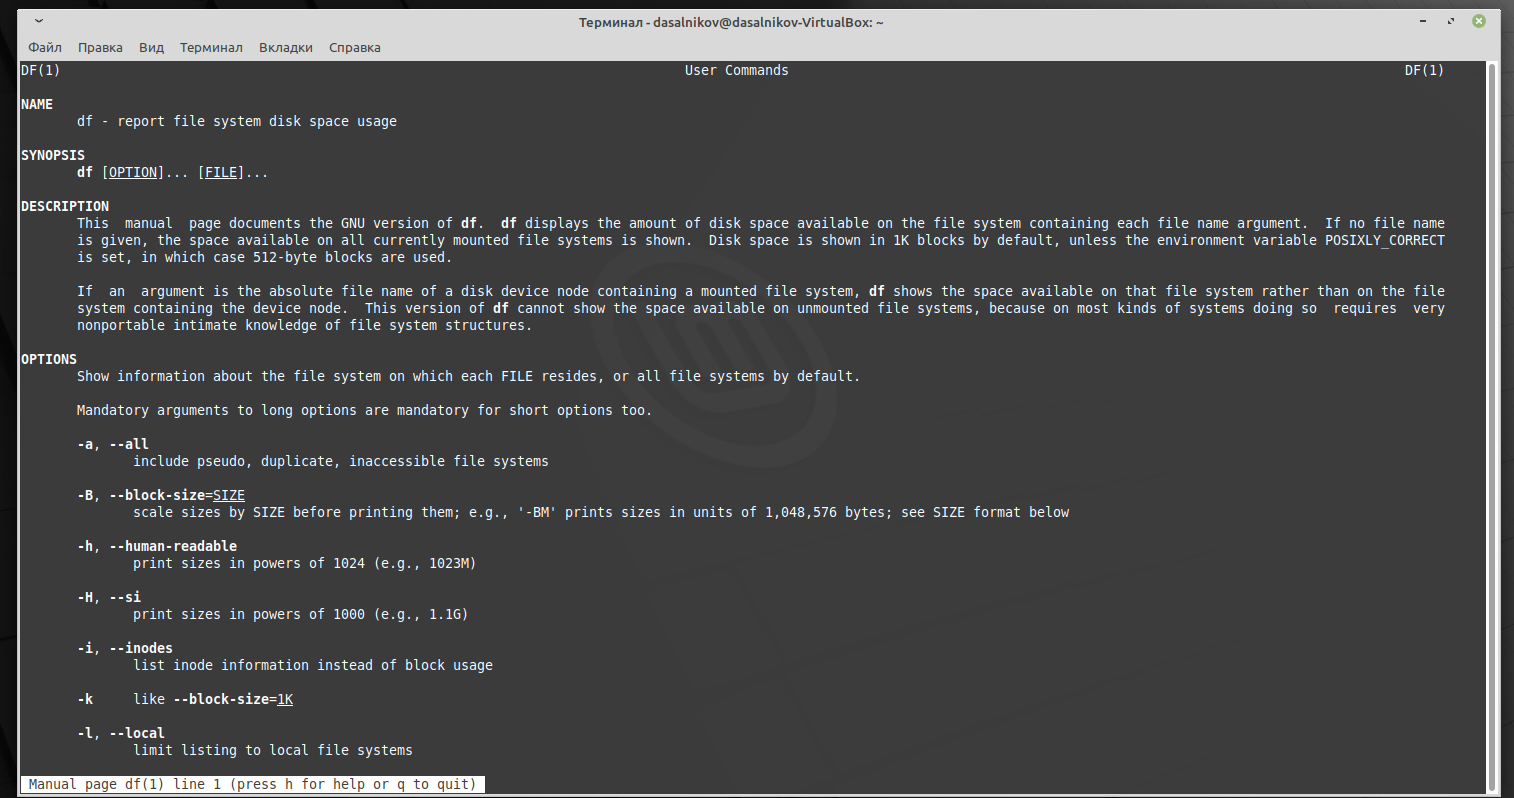 Терминал - dasalnikov@dasalnikov-VirtualBox: ~
Файл Правка Вид Терминал Вкладки Справка
DF(1) User Commands DF(1)
NAME
df - report file system disk space usage
SYNOPSIS
df [OPTION]... [FILE]...
DESCRIPTION
This  manual  page documents the GNU version of df.  df displays the amount of disk space available on the file system containing each file name argument.  If no file name
is given, the space available on all currently mounted file systems is shown.  Disk space is shown in 1K blocks by default, unless the environment variable POSIXLY_CORRECT
is set, in which case 512-byte blocks are used.
If  an  argument is the absolute file name of a disk device node containing a mounted file system, df shows the space available on that file system rather than on the file
system containing the device node.  This version of df cannot show the space available on unmounted file systems, because on most kinds of systems doing so  requires  very
nonportable intimate knowledge of file system structures.
OPTIONS
Show information about the file system on which each FILE resides, or all file systems by default.
Mandatory arguments to long options are mandatory for short options too.
-a, --all
include pseudo, duplicate, inaccessible file systems
-B, --block-size=SIZE
scale sizes by SIZE before printing them; e.g., '-BM' prints sizes in units of 1,048,576 bytes; see SIZE format below
-h, --human-readable
print sizes in powers of 1024 (e.g., 1023M)
-H, --si
print sizes in powers of 1000 (e.g., 1.1G)
-i, --inodes
list inode information instead of block usage
-k     like --block-size=1K
-l, --local
limit listing to local file systems
Manual page df(1) line 1 (press h for help or q to quit)